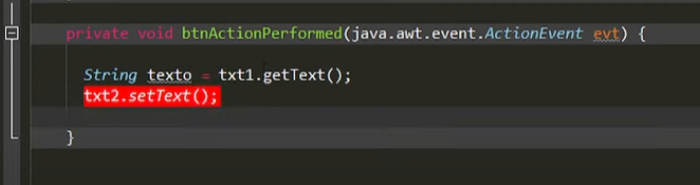 private void btnActionPerformed(java.awt.event.ActionEvent evt) {
String texto = txt1.getText();
txt2.setText();
}